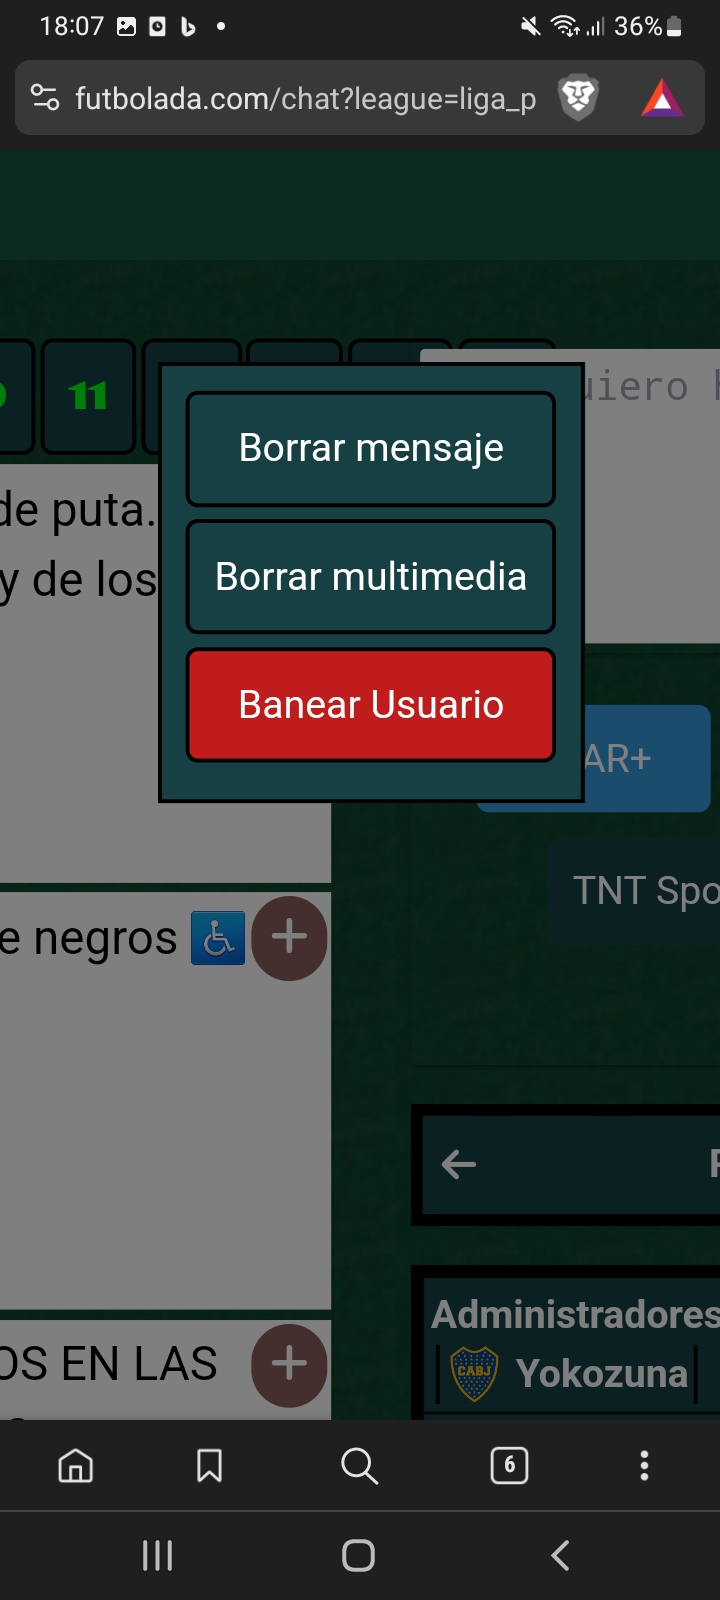 18:07
36%
futbolada.com/chat?league=liga_p
11
uiero
Borrar mensaje
de puta.
Borrar multimedia
y de los
Banear Usuario
AR+
TNT Spo
e negros
Administradores
OS EN LAS
CABJ
Yokozuna
6